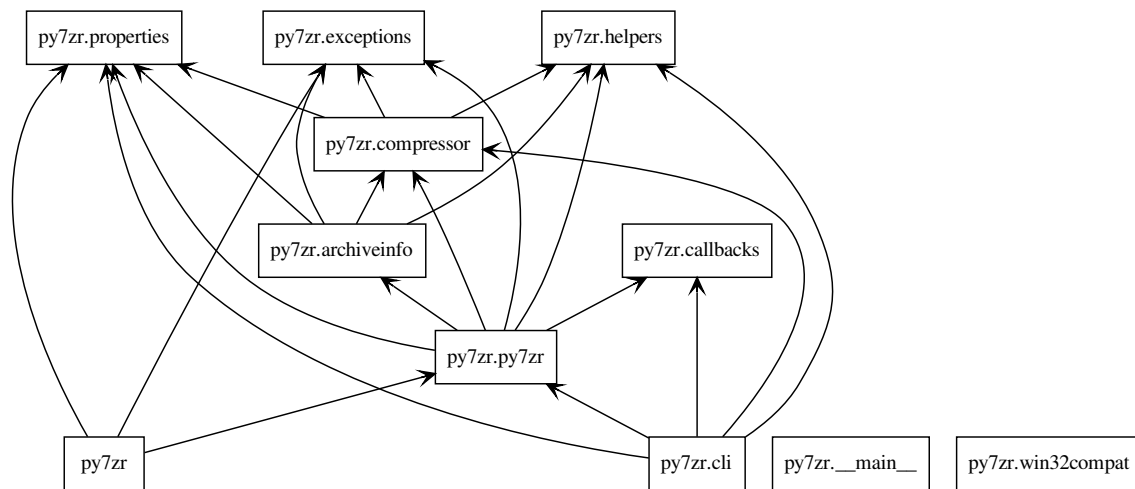 py7zr.properties
py7zr.exceptions
py7zr.helpers
py7zr.compressor
py7zr.archiveinfo
py7zr.callbacks
py7zr.py7zr
py7zr
py7zr.cli
py7zr.__main__
py7zr.win32compat